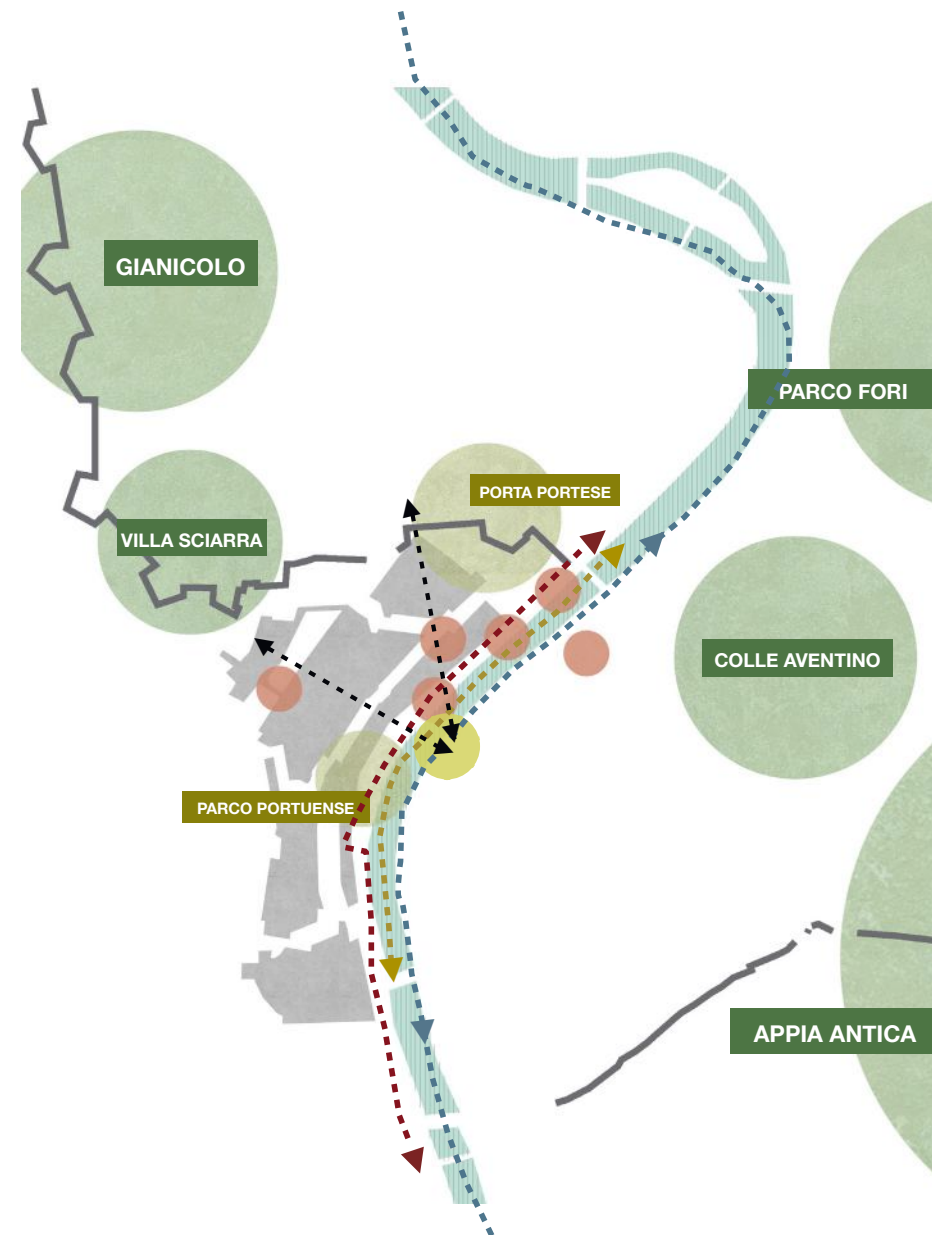 GIANICOLO
PARCO FORI
PORTA PORTESE
VILLA SCIARRA
COLLE AVENTINO
PARCO PORTUENSE
APPIA ANTICA